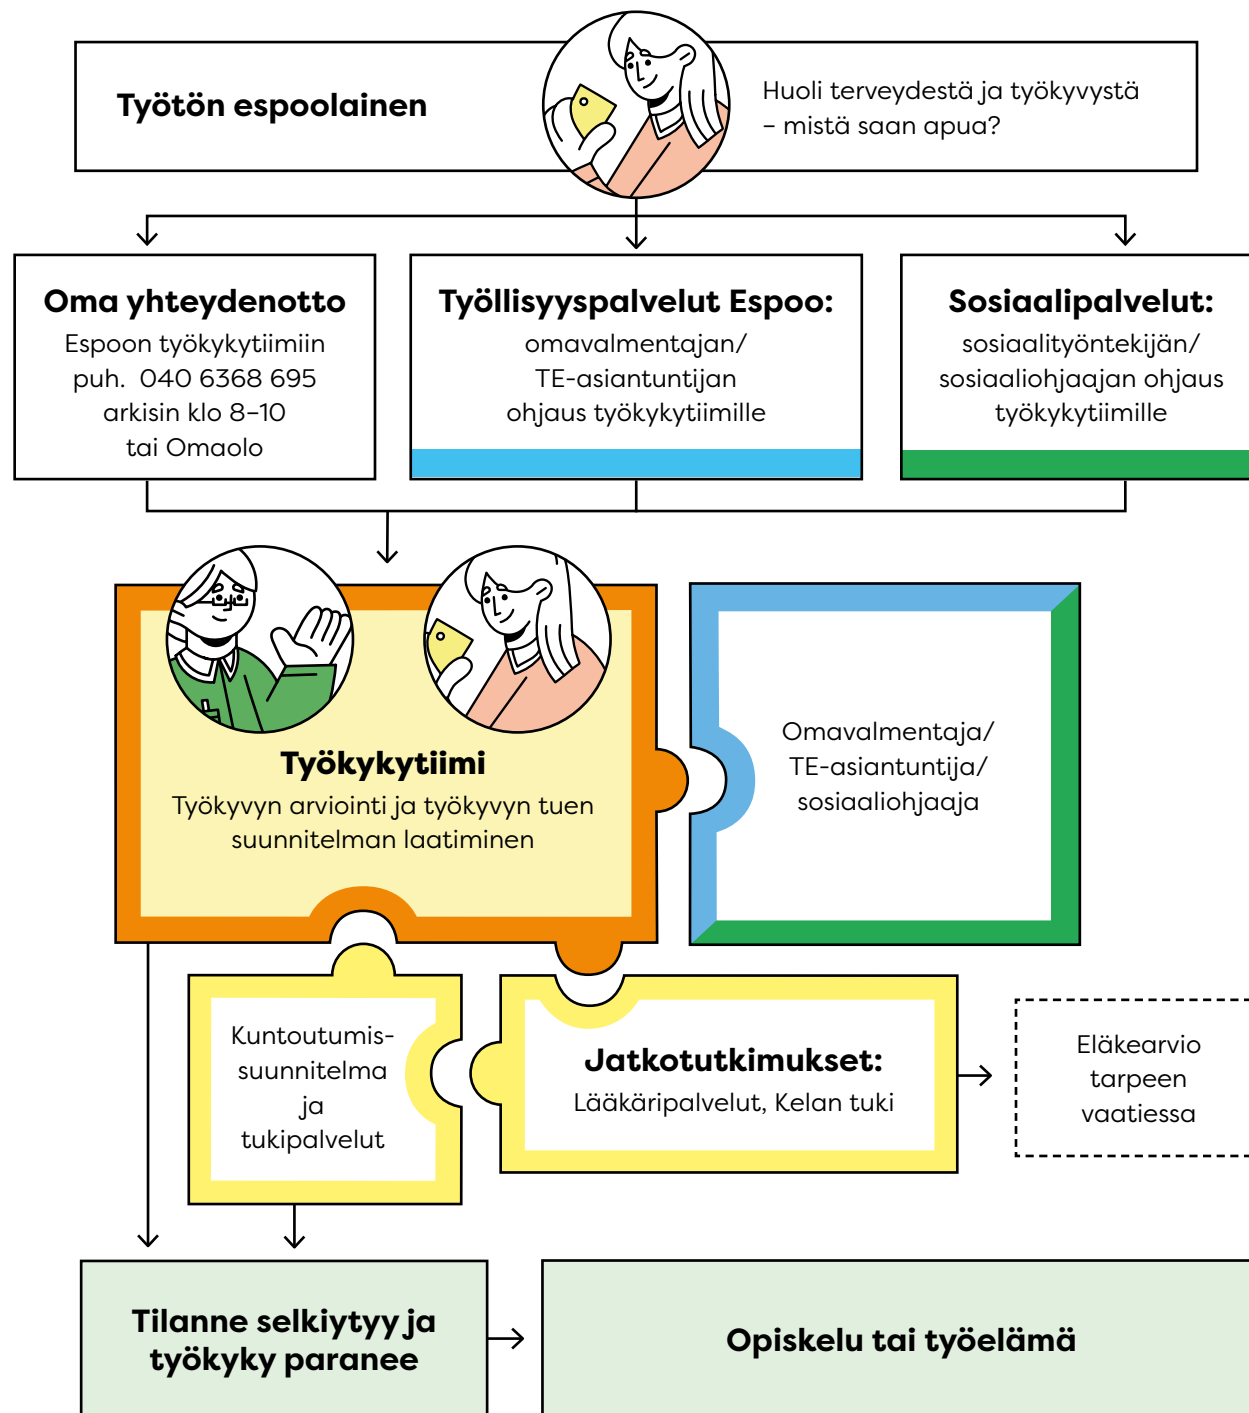 Työtön espoolainen
Huoli terveydestä ja työkyvystä
– mistä saan apua?
Oma yhteydenotto
Espoon työkykytiimiin
puh. 040 6368 695
arkisin klo 8–10
tai Omaolo
Työllisyyspalvelut Espoo:
omavalmentajan/
TE-asiantuntijan
ohjaus työkykytiimille
Sosiaalipalvelut:
sosiaalityöntekijän/
sosiaaliohjaajan ohjaus
työkykytiimille
Työkykytiimi
Työkyvyn arviointi ja työkyvyn tuen
suunnitelman laatiminen
Omavalmentaja/
TE-asiantuntija/
sosiaaliohjaaja
Kuntoutumis-
suunnitelma
ja
tukipalvelut
Jatkotutkimukset:
Lääkäripalvelut, Kelan tuki
Eläkearvio
tarpeen
vaatiessa
Tilanne selkiytyy ja
työkyky paranee
Opiskelu tai työelämä